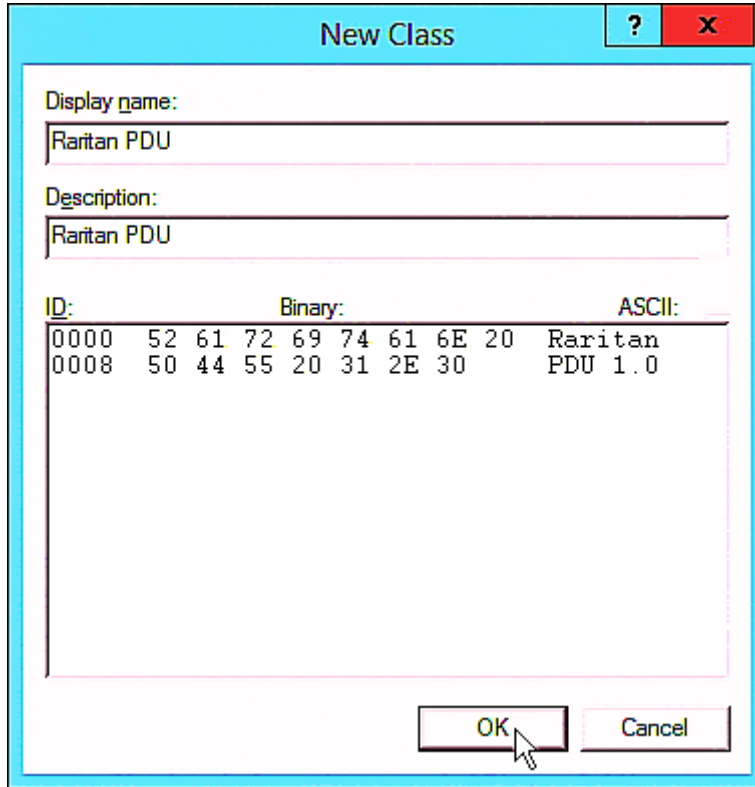 New Class
?
x
Display name:
Raritan PDU
Description:
Raritan PDU
ID: Binary: ASCII:
0000 52 61 72 69 74 61 6E 20 Raritan
0008 50 44 55 20 31 2E 30 PDU 1.0
OK
Cancel